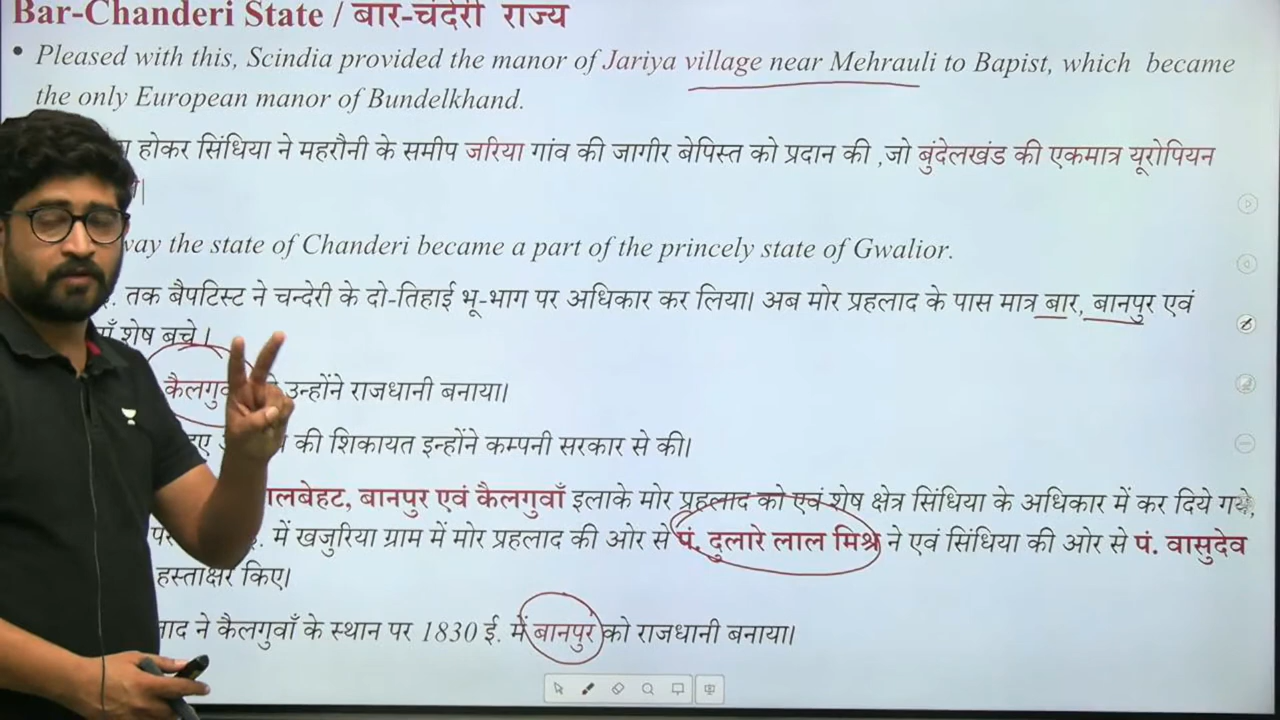 Bar-Chanderi State / बार-चंदेरी राज्य
• Pleased with this, Scindia provided the manor of Jariya village near Mehrauli to Bapist, which became
the only European manor of Bundelkhand.
होकर सिंधिया ने महरौनी के समीप जरिया गांव की जागीर बेपिस्त को प्रदान की ,जो बुंदेलखंड की एकमात्र यूरोपियन
the state of Chanderi became a part of the princely state of Gwalior.
तक बैपटिस्ट ने चन्देरी के दो-तिहाई भू-भाग पर अधिकार कर लिया। अब मोर प्रहलाद के पास मात्र बार, बानपुर एवं
शेष बचे ।
उन्होंने राजधानी बनाया।
की शिकायत इन्होंने कम्पनी सरकार से की।
बानपुर एवं कैलगुवाँ इलाके मोर प्रहलाद को एवं शेष क्षेत्र सिंधिया के अधिकार में कर दिये गये,
में खजुरिया ग्राम में मोर प्रहलाद की ओर से पं. दुलारे लाल मिश्र ने एवं सिंधिया की ओर से पं. वासुदेव
हस्ताक्षर किए।
ने कैलगुवाँ के स्थान पर 1830 ई. में बानपुर को राजधानी बनाया।